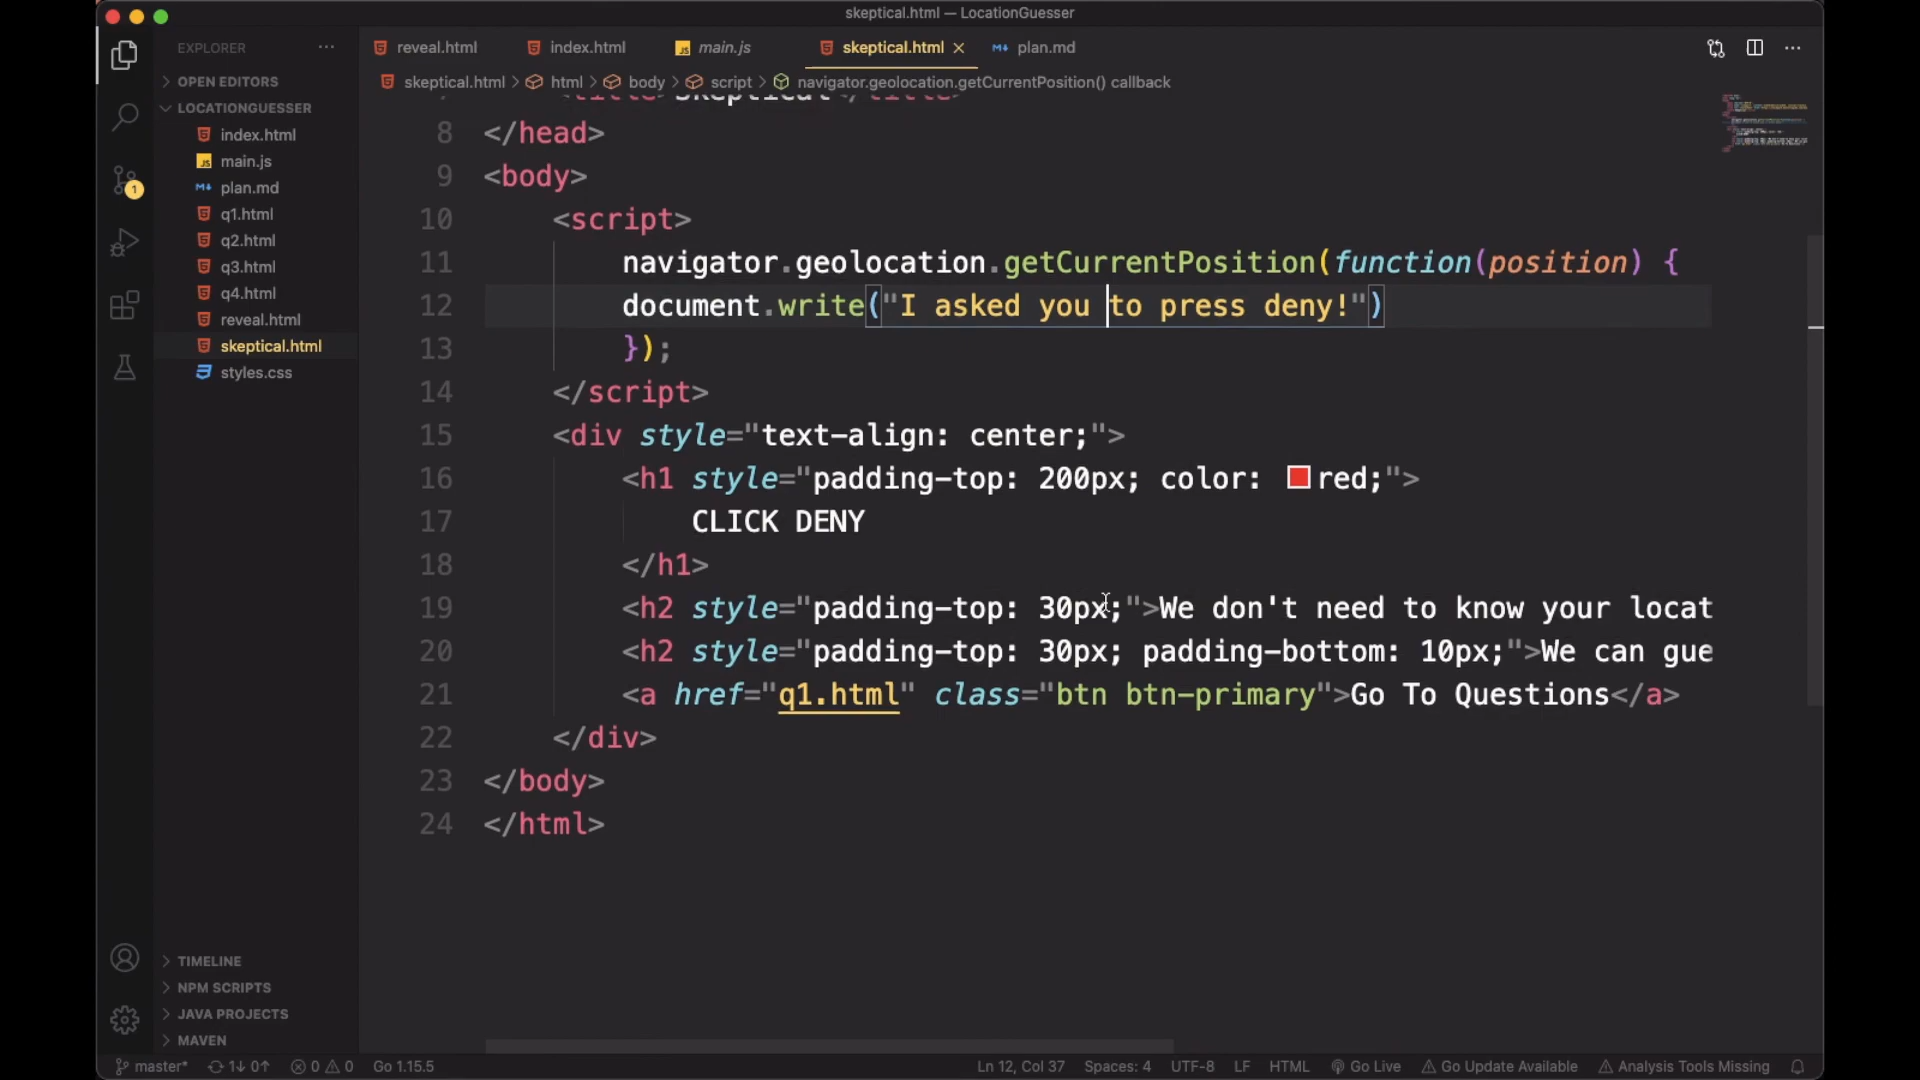 skeptical.html — LocationGuesser
EXPLORER
reveal.html
index.html
main.js
skeptical.html
plan.md
OPEN EDITORS
skeptical.html > html > body > script > navigator.geolocation.getCurrentPosition() callback
LOCATIONGUESSER
index.html
main.js
plan.md
q1.html
q2.html
q3.html
q4.html
reveal.html
skeptical.html
styles.css
8 </head>
9 <body>
10 <script>
11 navigator.geolocation.getCurrentPosition(function(position) {
12 document.write("I asked you to press deny!")
13 });
14 </script>
15 <div style="text-align: center;">
16 <h1 style="padding-top: 200px; color: red;">
17 CLICK DENY
18 </h1>
19 <h2 style="padding-top: 30px;">We don't need to know your locat
20 <h2 style="padding-top: 30px; padding-bottom: 10px;">We can gue
21 <a href="q1.html" class="btn btn-primary">Go To Questions</a>
22 </div>
23 </body>
24 </html>
1
TIMELINE
NPM SCRIPTS
JAVA PROJECTS
MAVEN
master* 1↓ 0↑ 0 0 Go 1.15.5 Ln 12, Col 37 Spaces: 4 UTF-8 LF HTML Go Live Go Update Available Analysis Tools Missing